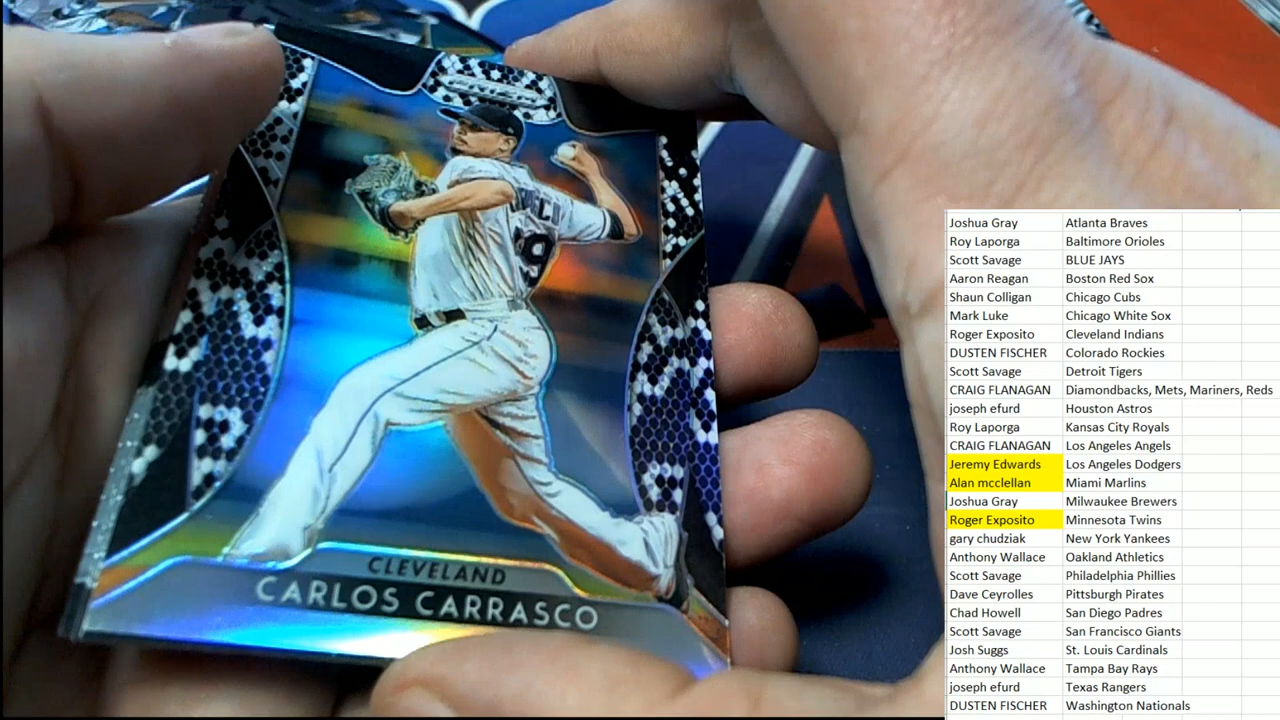 CLEVELAND
CARLOS CARRASCO
Joshua Gray Atlanta Braves
Roy Laporga Baltimore Orioles
Scott Savage BLUE JAYS
Aaron Reagan Boston Red Sox
Shaun Colligan Chicago Cubs
Mark Luke Chicago White Sox
Roger Exposito Cleveland Indians
DUSTEN FISCHER Colorado Rockies
Scott Savage Detroit Tigers
CRAIG FLANAGAN Diamondbacks, Mets, Mariners, Reds
joseph efurd Houston Astros
Roy Laporga Kansas City Royals
CRAIG FLANAGAN Los Angeles Angels
Jeremy Edwards Los Angeles Dodgers
Alan mcclellan Miami Marlins
Joshua Gray Milwaukee Brewers
Roger Exposito Minnesota Twins
gary chudziak New York Yankees
Anthony Wallace Oakland Athletics
Scott Savage Philadelphia Phillies
Dave Ceyrolles Pittsburgh Pirates
Chad Howell San Diego Padres
Scott Savage San Francisco Giants
Josh Suggs St. Louis Cardinals
Anthony Wallace Tampa Bay Rays
joseph efurd Texas Rangers
DUSTEN FISCHER Washington Nationals